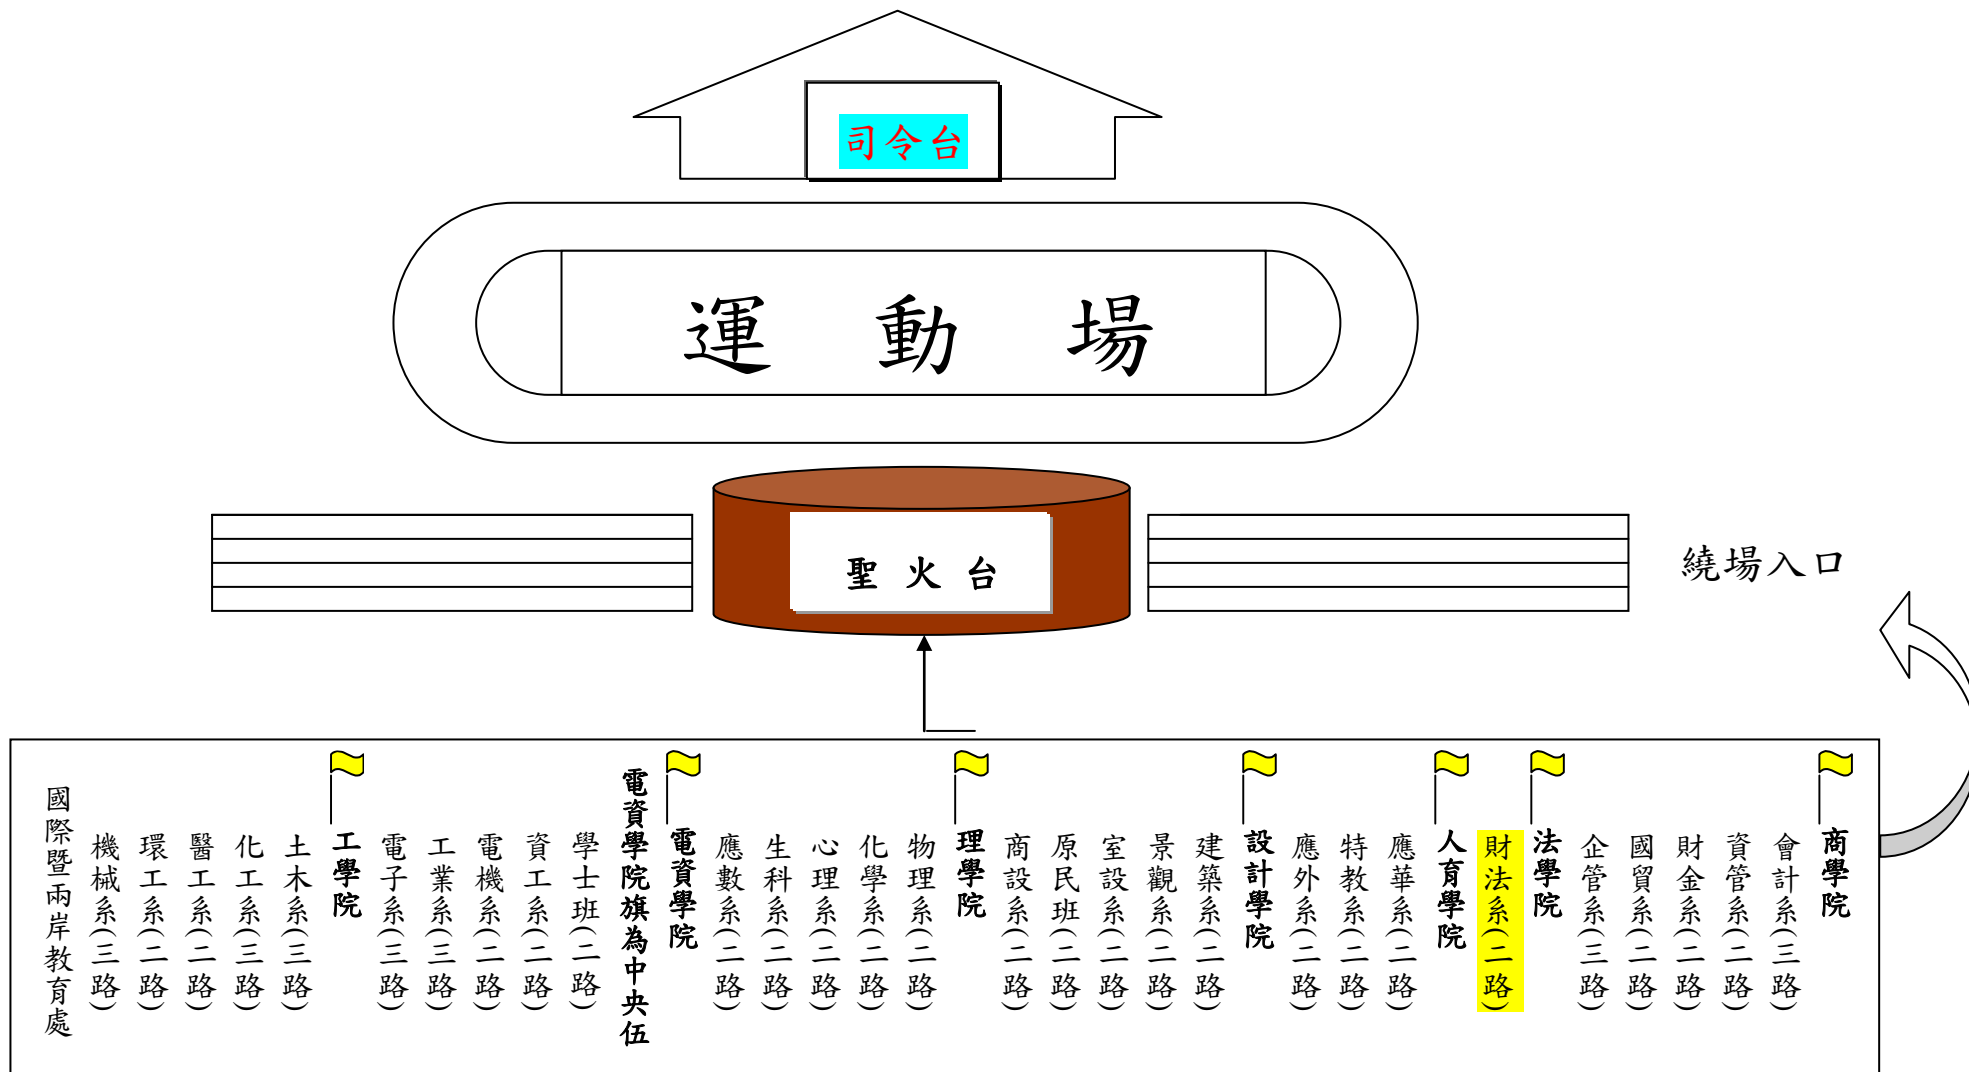 司令台
運動場
聖火台
繞場入口
商學院
會計系(三路)
資管系(二路)
財金系(二路)
國貿系(二路)
企管系(三路)
法學院
財法系(二路)
人育學院
應華系(二路)
特教系(二路)
應外系(二路)
設計學院
建築系(二路)
景觀系(二路)
室設系(二路)
原民班(二路)
商設系(二路)
理學院
物理系(二路)
化學系(二路)
心理系(二路)
生科系(二路)
應數系(二路)
電資學院
電資學院旗為中央伍
學士班(二路)
資工系(二路)
電機系(二路)
工業系(三路)
電子系(三路)
工學院
土木系(三路)
化工系(三路)
醫工系(二路)
環工系(二路)
機械系(三路)
國際暨兩岸教育處